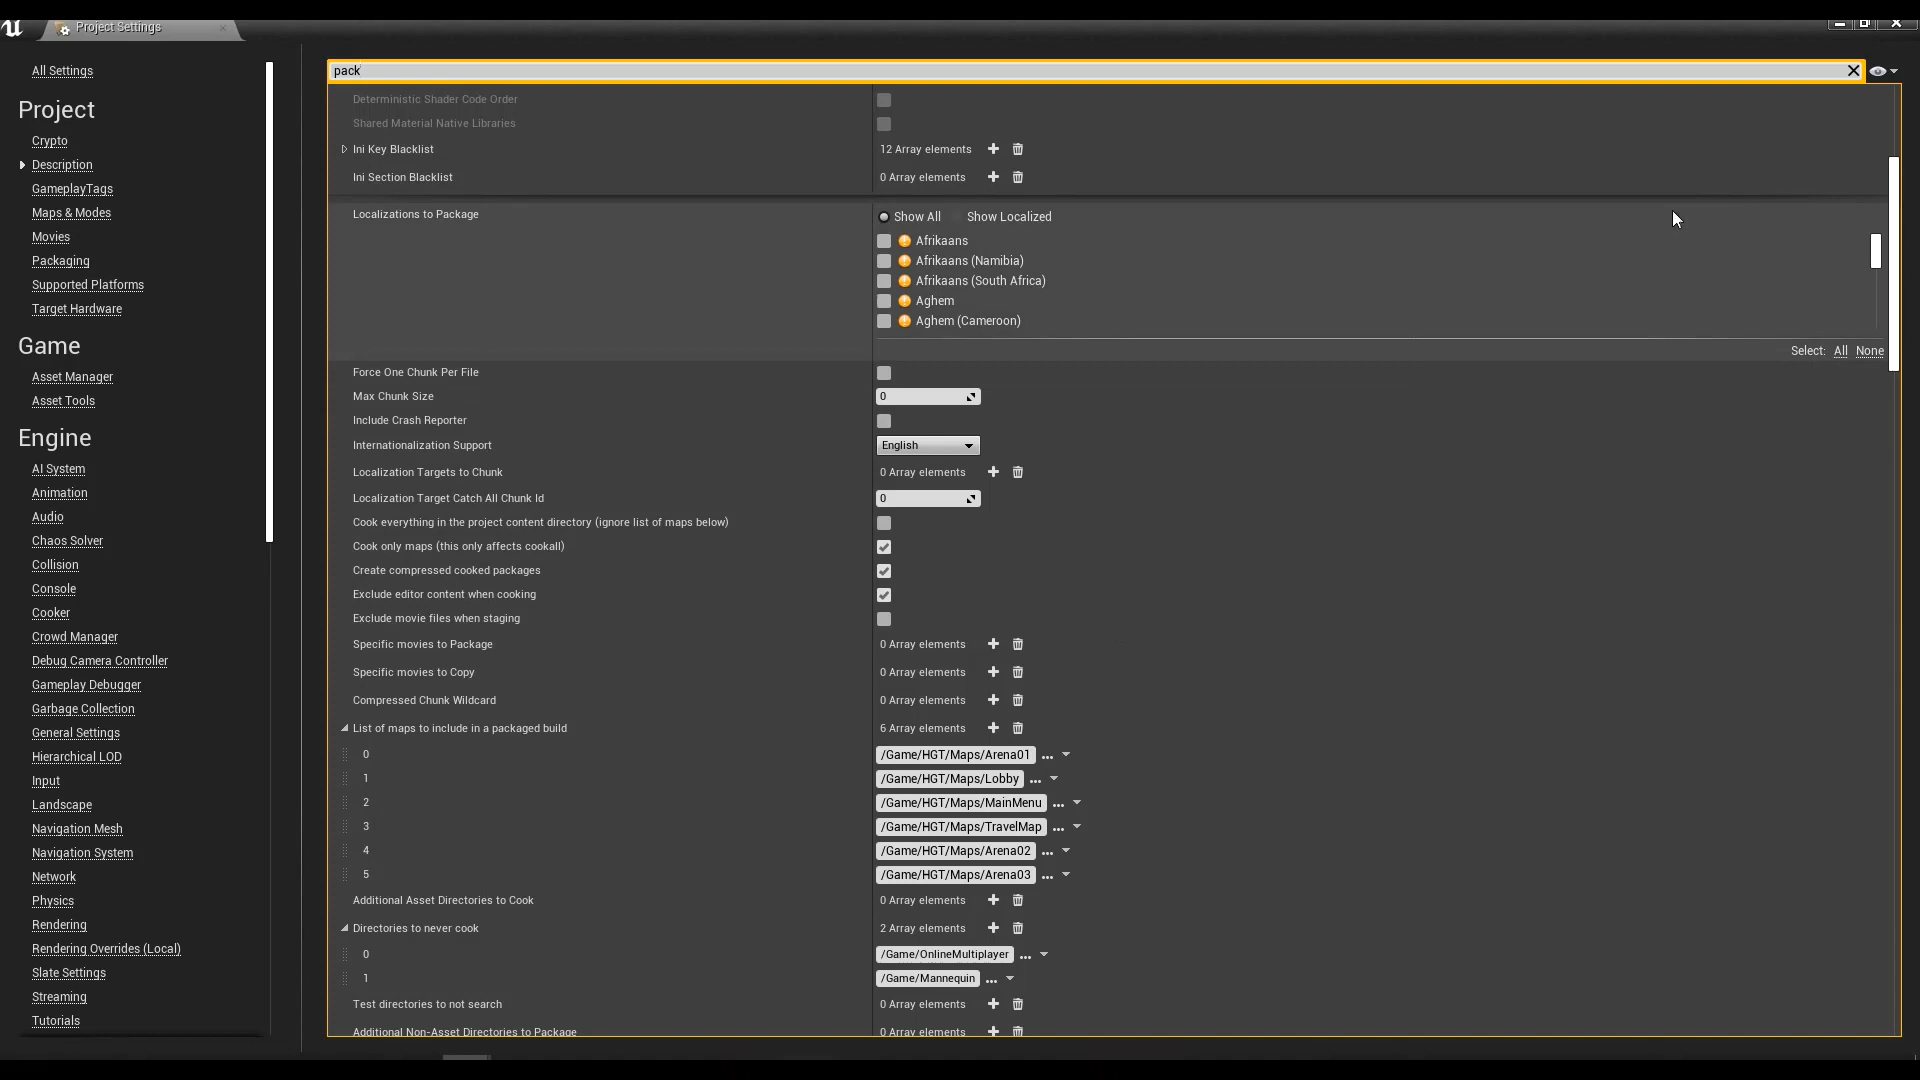 Project Settings
pack
All Settings
Project
Crypto
Description
GameplayTags
Maps & Modes
Movies
Packaging
Supported Platforms
Target Hardware
Game
Asset Manager
Asset Tools
Engine
AI System
Animation
Audio
Chaos Solver
Collision
Console
Cooker
Crowd Manager
Debug Camera Controller
Gameplay Debugger
Garbage Collection
General Settings
Hierarchical LOD
Input
Landscape
Navigation Mesh
Navigation System
Network
Physics
Rendering
Rendering Overrides (Local)
Slate Settings
Streaming
Tutorials
Deterministic Shader Code Order
Shared Material Native Libraries
Ini Key Blacklist 12 Array elements
Ini Section Blacklist 0 Array elements
Localizations to Package Show All Show Localized
Afrikaans
Afrikaans (Namibia)
Afrikaans (South Africa)
Aghem
Aghem (Cameroon)
Select: All None
Force One Chunk Per File
Max Chunk Size 0
Include Crash Reporter
Internationalization Support English
Localization Targets to Chunk 0 Array elements
Localization Target Catch All Chunk Id 0
Cook everything in the project content directory (ignore list of maps below)
Cook only maps (this only affects cookall)
Create compressed cooked packages
Exclude editor content when cooking
Exclude movie files when staging
Specific movies to Package 0 Array elements
Specific movies to Copy 0 Array elements
Compressed Chunk Wildcard 0 Array elements
List of maps to include in a packaged build 6 Array elements
0 /Game/HGT/Maps/Arena01 ...
1 /Game/HGT/Maps/Lobby ...
2 /Game/HGT/Maps/MainMenu ...
3 /Game/HGT/Maps/TravelMap ...
4 /Game/HGT/Maps/Arena02 ...
5 /Game/HGT/Maps/Arena03 ...
Additional Asset Directories to Cook 0 Array elements
Directories to never cook 2 Array elements
0 /Game/OnlineMultiplayer ...
1 /Game/Mannequin ...
Test directories to not search 0 Array elements
Additional Non-Asset Directories to Package 0 Array elements